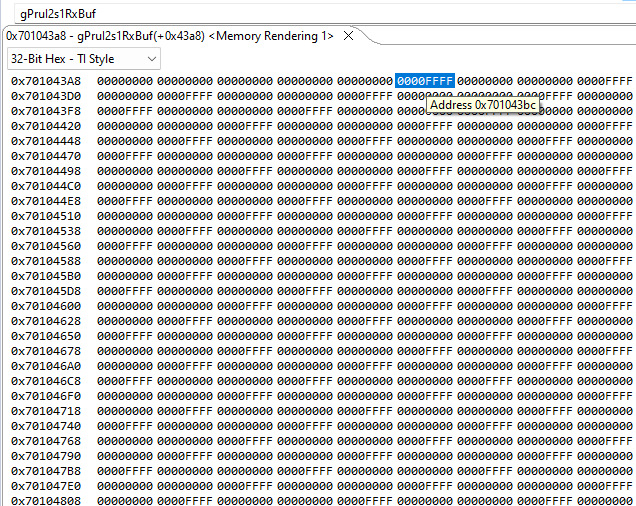 gPruI2s1RxBuf
0x701043a8 - gPruI2s1RxBuf(+0x43a8) <Memory Rendering 1>
32-Bit Hex - TI Style
0x701043A8 00000000 00000000 00000000 00000000 00000000 0000FFFF 00000000 00000000 0000FFFF
0x701043D0 00000000 0000FFFF 00000000 00000000 0000FFFF 00000000 00000000 0000FFFF 00000000
Address 0x701043bc
0x701043F8 0000FFFF 00000000 00000000 0000FFFF 00000000 00000000 0000FFFF 00000000 00000000
0x70104420 00000000 00000000 0000FFFF 00000000 00000000 0000FFFF 00000000 00000000 0000FFFF
0x70104448 00000000 0000FFFF 00000000 00000000 0000FFFF 00000000 00000000 0000FFFF 00000000
0x70104470 0000FFFF 00000000 00000000 0000FFFF 00000000 00000000 0000FFFF 00000000 00000000
0x70104498 00000000 00000000 0000FFFF 00000000 00000000 0000FFFF 00000000 00000000 0000FFFF
0x701044C0 00000000 0000FFFF 00000000 00000000 0000FFFF 00000000 00000000 0000FFFF 00000000
0x701044E8 0000FFFF 00000000 00000000 0000FFFF 00000000 00000000 0000FFFF 00000000 00000000
0x70104510 00000000 00000000 0000FFFF 00000000 00000000 0000FFFF 00000000 00000000 0000FFFF
0x70104538 00000000 0000FFFF 00000000 00000000 0000FFFF 00000000 00000000 0000FFFF 00000000
0x70104560 0000FFFF 00000000 00000000 0000FFFF 00000000 00000000 0000FFFF 00000000 00000000
0x70104588 00000000 00000000 0000FFFF 00000000 00000000 0000FFFF 00000000 00000000 0000FFFF
0x701045B0 00000000 0000FFFF 00000000 00000000 0000FFFF 00000000 00000000 0000FFFF 00000000
0x701045D8 0000FFFF 00000000 00000000 0000FFFF 00000000 00000000 0000FFFF 00000000 00000000
0x70104600 00000000 00000000 0000FFFF 00000000 00000000 0000FFFF 00000000 00000000 0000FFFF
0x70104628 00000000 0000FFFF 00000000 00000000 0000FFFF 00000000 00000000 0000FFFF 00000000
0x70104650 0000FFFF 00000000 00000000 0000FFFF 00000000 00000000 0000FFFF 00000000 00000000
0x70104678 00000000 00000000 0000FFFF 00000000 00000000 0000FFFF 00000000 00000000 0000FFFF
0x701046A0 00000000 0000FFFF 00000000 00000000 0000FFFF 00000000 00000000 0000FFFF 00000000
0x701046C8 0000FFFF 00000000 00000000 0000FFFF 00000000 00000000 0000FFFF 00000000 00000000
0x701046F0 00000000 00000000 0000FFFF 00000000 00000000 0000FFFF 00000000 00000000 0000FFFF
0x70104718 00000000 0000FFFF 00000000 00000000 0000FFFF 00000000 00000000 0000FFFF 00000000
0x70104740 0000FFFF 00000000 00000000 0000FFFF 00000000 00000000 0000FFFF 00000000 00000000
0x70104768 00000000 00000000 0000FFFF 00000000 00000000 0000FFFF 00000000 00000000 0000FFFF
0x70104790 00000000 0000FFFF 00000000 00000000 0000FFFF 00000000 00000000 0000FFFF 00000000
0x701047B8 0000FFFF 00000000 00000000 0000FFFF 00000000 00000000 0000FFFF 00000000 00000000
0x701047E0 00000000 00000000 0000FFFF 00000000 00000000 0000FFFF 00000000 00000000 0000FFFF
0x70104808 00000000 0000FFFF 00000000 00000000 0000FFFF 00000000 00000000 0000FFFF 00000000